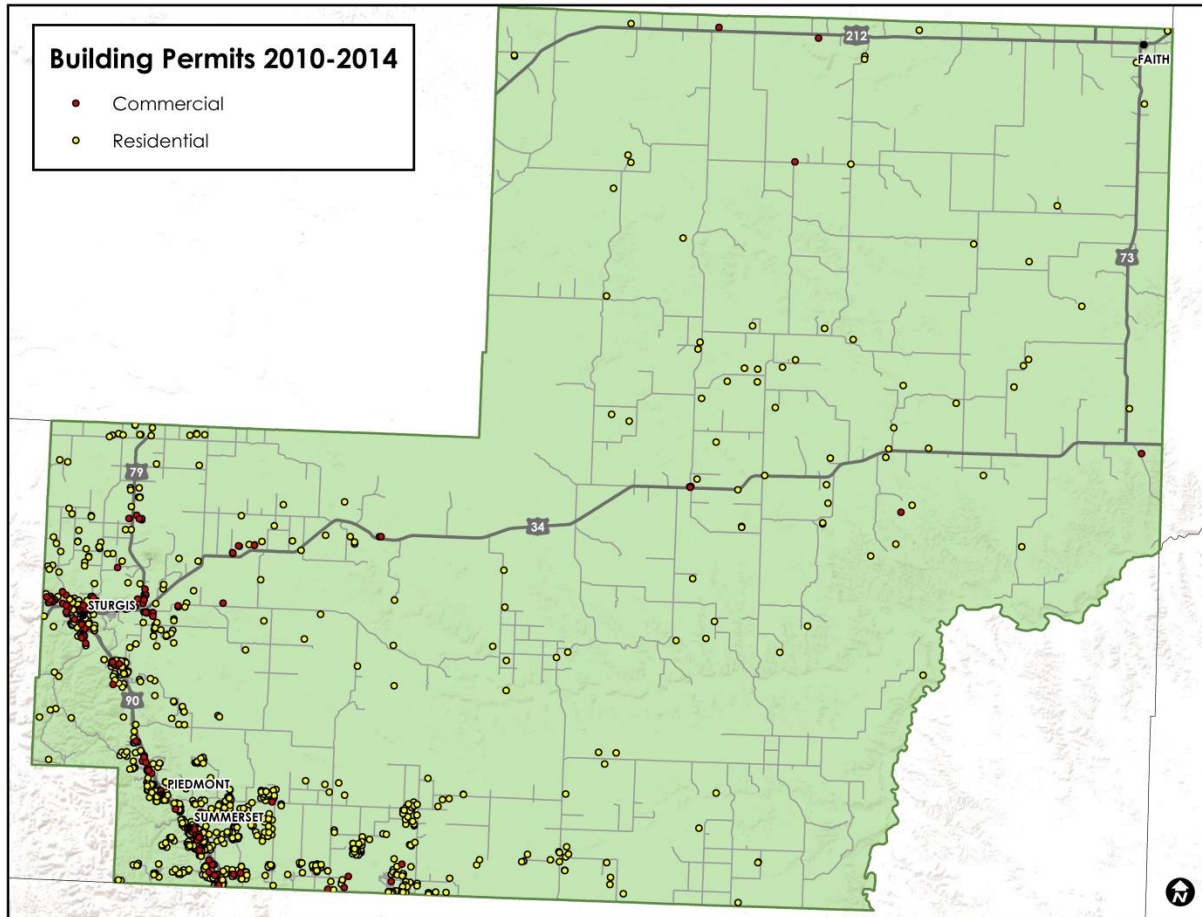 Building Permits 2010-2014
Commercial
Residential
212
FAITH
73
79
34
STURGIS
90
PIEDMONT
SUMMERSET
N